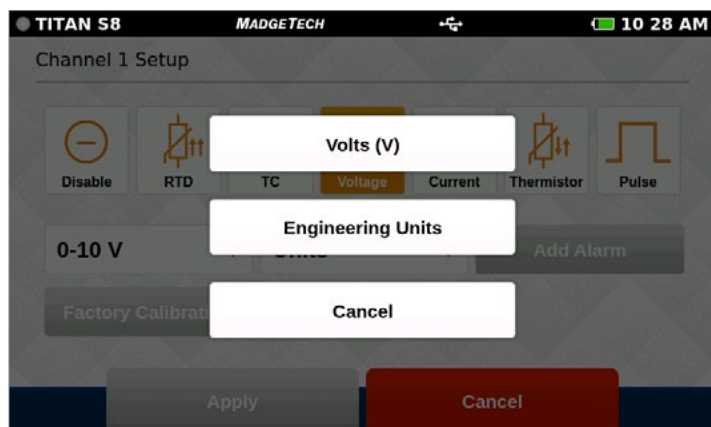 TITAN S8 MADGETECH 10 28 AM
Channel 1 Setup
Volts (V)
Disable RTD TC Voltage Current Thermistor Pulse
Engineering Units
0-10 V Units Add Alarm
Factory Calibrati
Cancel
Apply Cancel